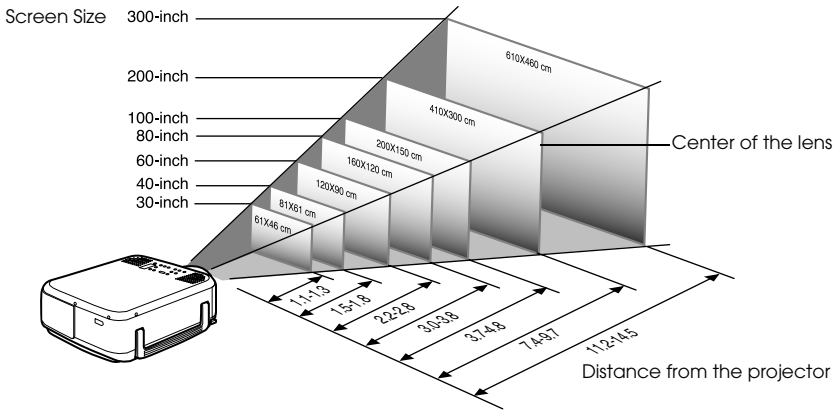 Screen Size
300-inch
200-inch
100-inch
80-inch
60-inch
40-inch
30-inch
610X460 cm
410X300 cm
200X150 cm
160X120 cm
120X90 cm
81X61 cm
61X46 cm
Center of the lens
1.1-1.3
1.5-1.8
2.2-2.8
3.0-3.8
3.7-4.8
7.4-9.7
11.2-14.5
Distance from the projector